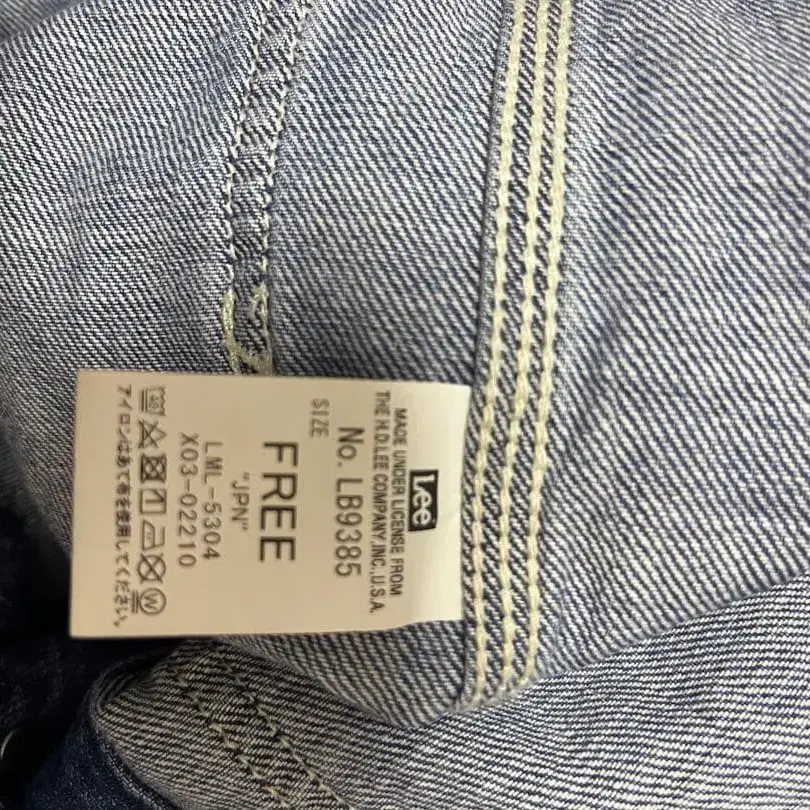 Lee
MADE UNDER LICENSE FROM
THE H.D.LEE COMPANY,INC.,U.S.A.
No. LB9385
SIZE
FREE
"JPN"
LML-5304
X03-02210
アイロンはあて布を使用してください。